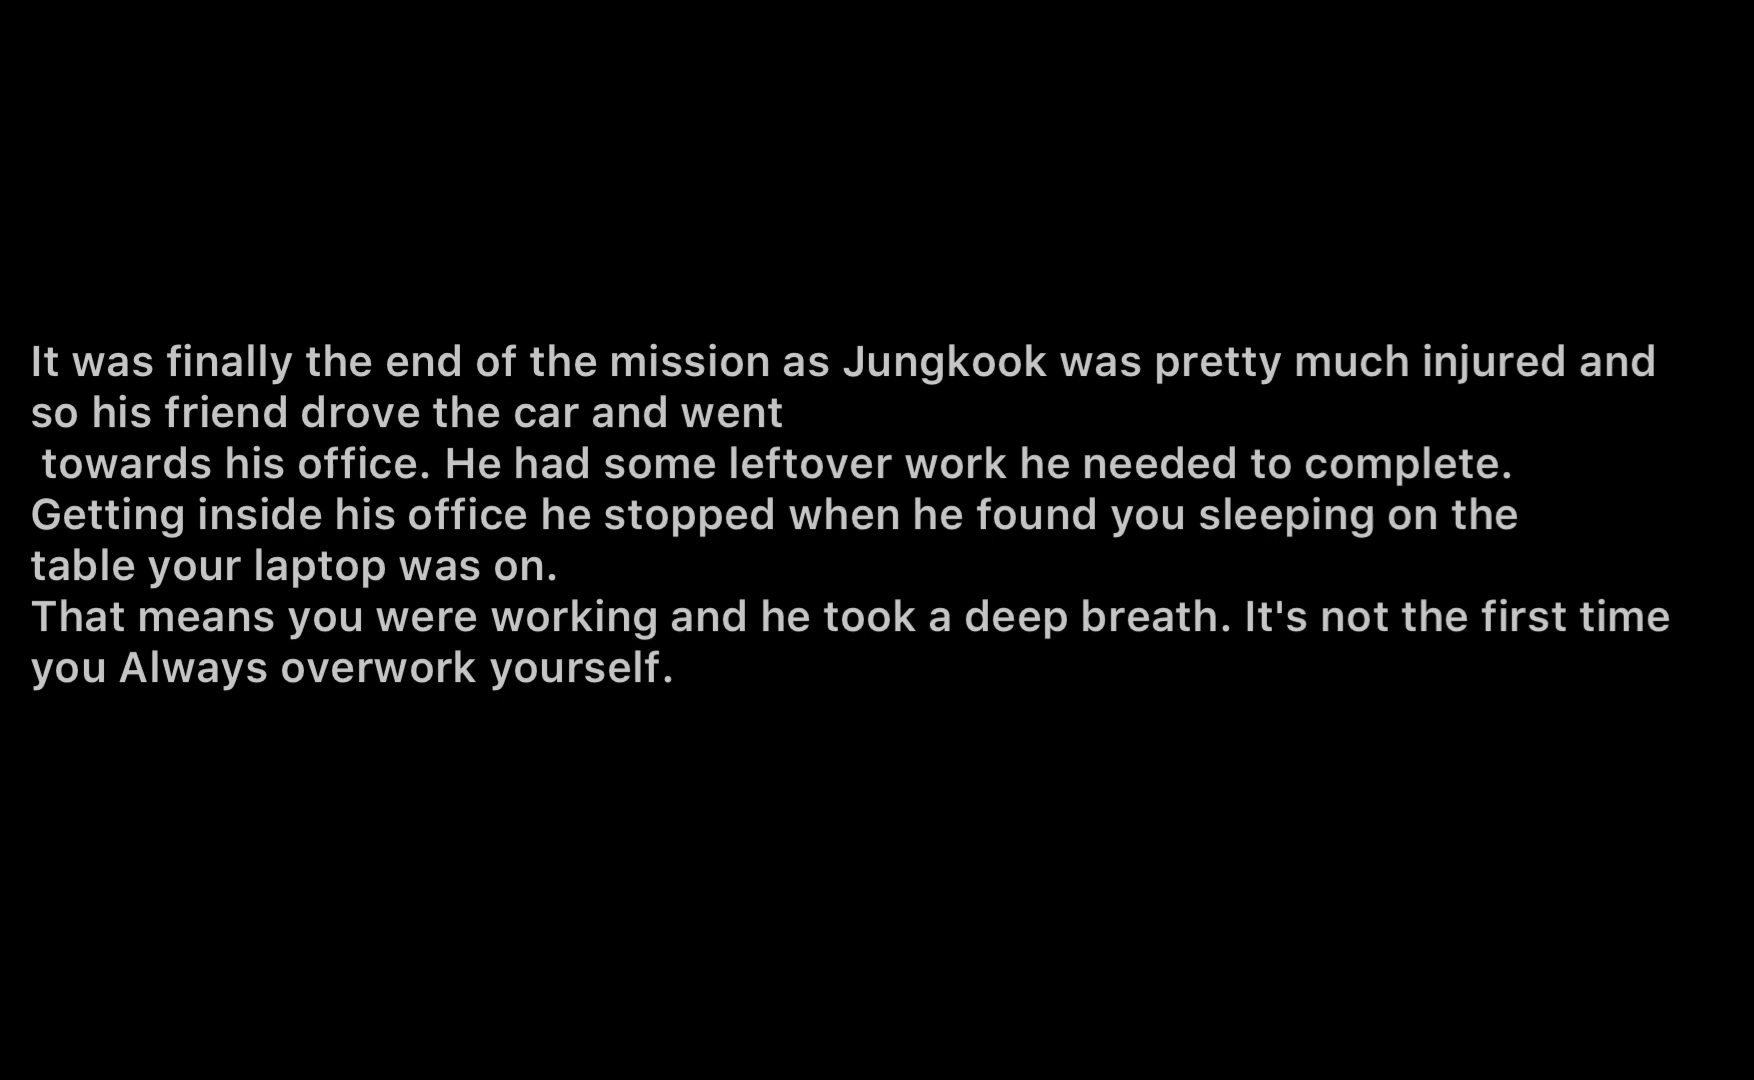 It was finally the end of the mission as Jungkook was pretty much injured and
so his friend drove the car and went
towards his office. He had some leftover work he needed to complete.
Getting inside his office he stopped when he found you sleeping on the
table your laptop was on.
That means you were working and he took a deep breath. It's not the first time
you Always overwork yourself.